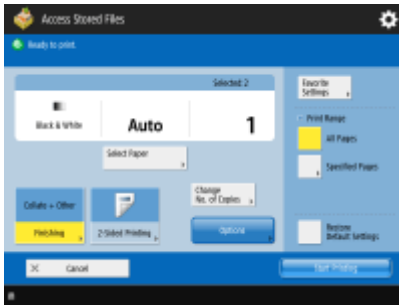 Access Stored Files
Ready to print.
Selected: 2
Black & White
Auto
1
Select Paper
Change
No. of Copies
Collate + Other
Finishing
2-Sided Printing
Options
Favorite
Settings
Print Range
All Pages
Specified Pages
Restore
Default Settings
Cancel
Start Printing